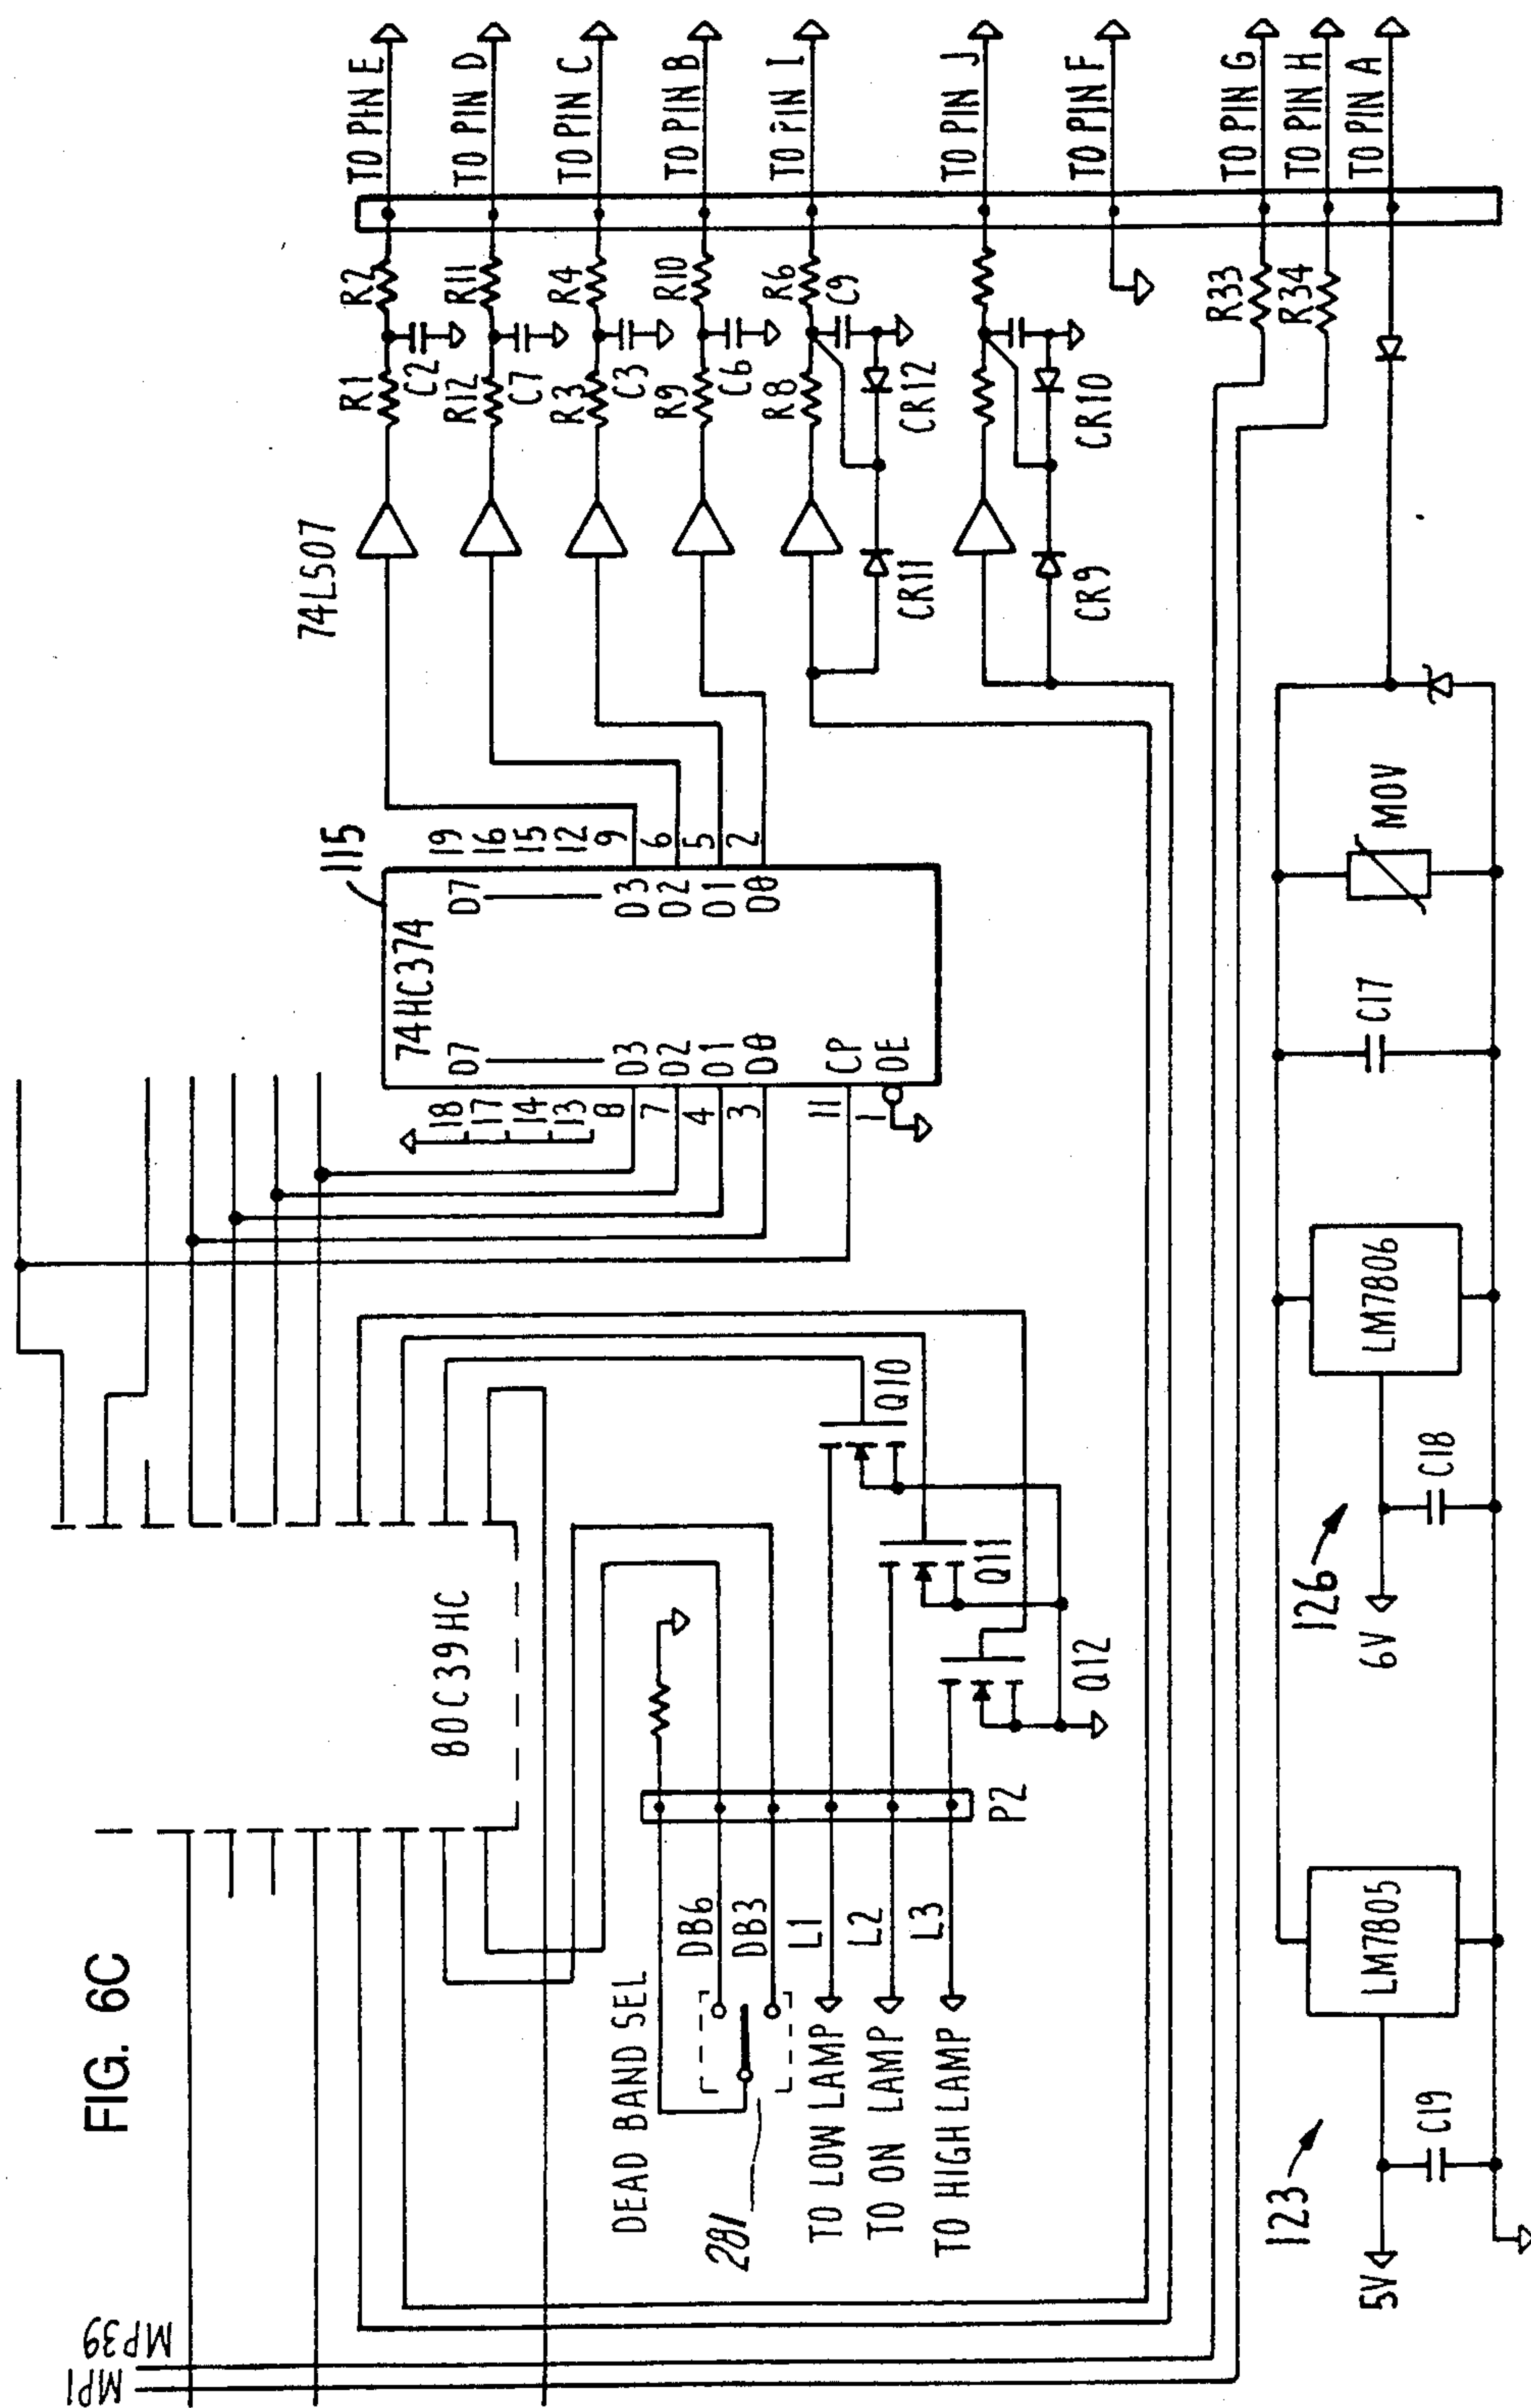 FIG. 6C
MP1
MP39
80C39HC
DEAD BAND SEL
DB6
DB3
281
L1
L2
L3
TO LOW LAMP
TO ON LAMP
TO HIGH LAMP
P2
Q10
Q11
Q12
115
74HC374
D7
D3
D2
D1
D0
CP
OE
18
17
14
13
8
7
4
3
11
1
D7
D3
D2
D1
D0
19
16
15
12
9
6
5
2
74LS07
R1
R2
C2
TO PIN E
R12
R11
C7
TO PIN D
R3
R4
C3
TO PIN C
R9
R10
C6
TO PIN B
R8
R6
C9
TO PIN I
CR11
CR12
TO PIN J
CR9
CR10
TO PIN F
R33
TO PIN G
R34
TO PIN H
TO PIN A
123
5V
C19
LM7805
126
6V
C18
LM7806
C17
MOV